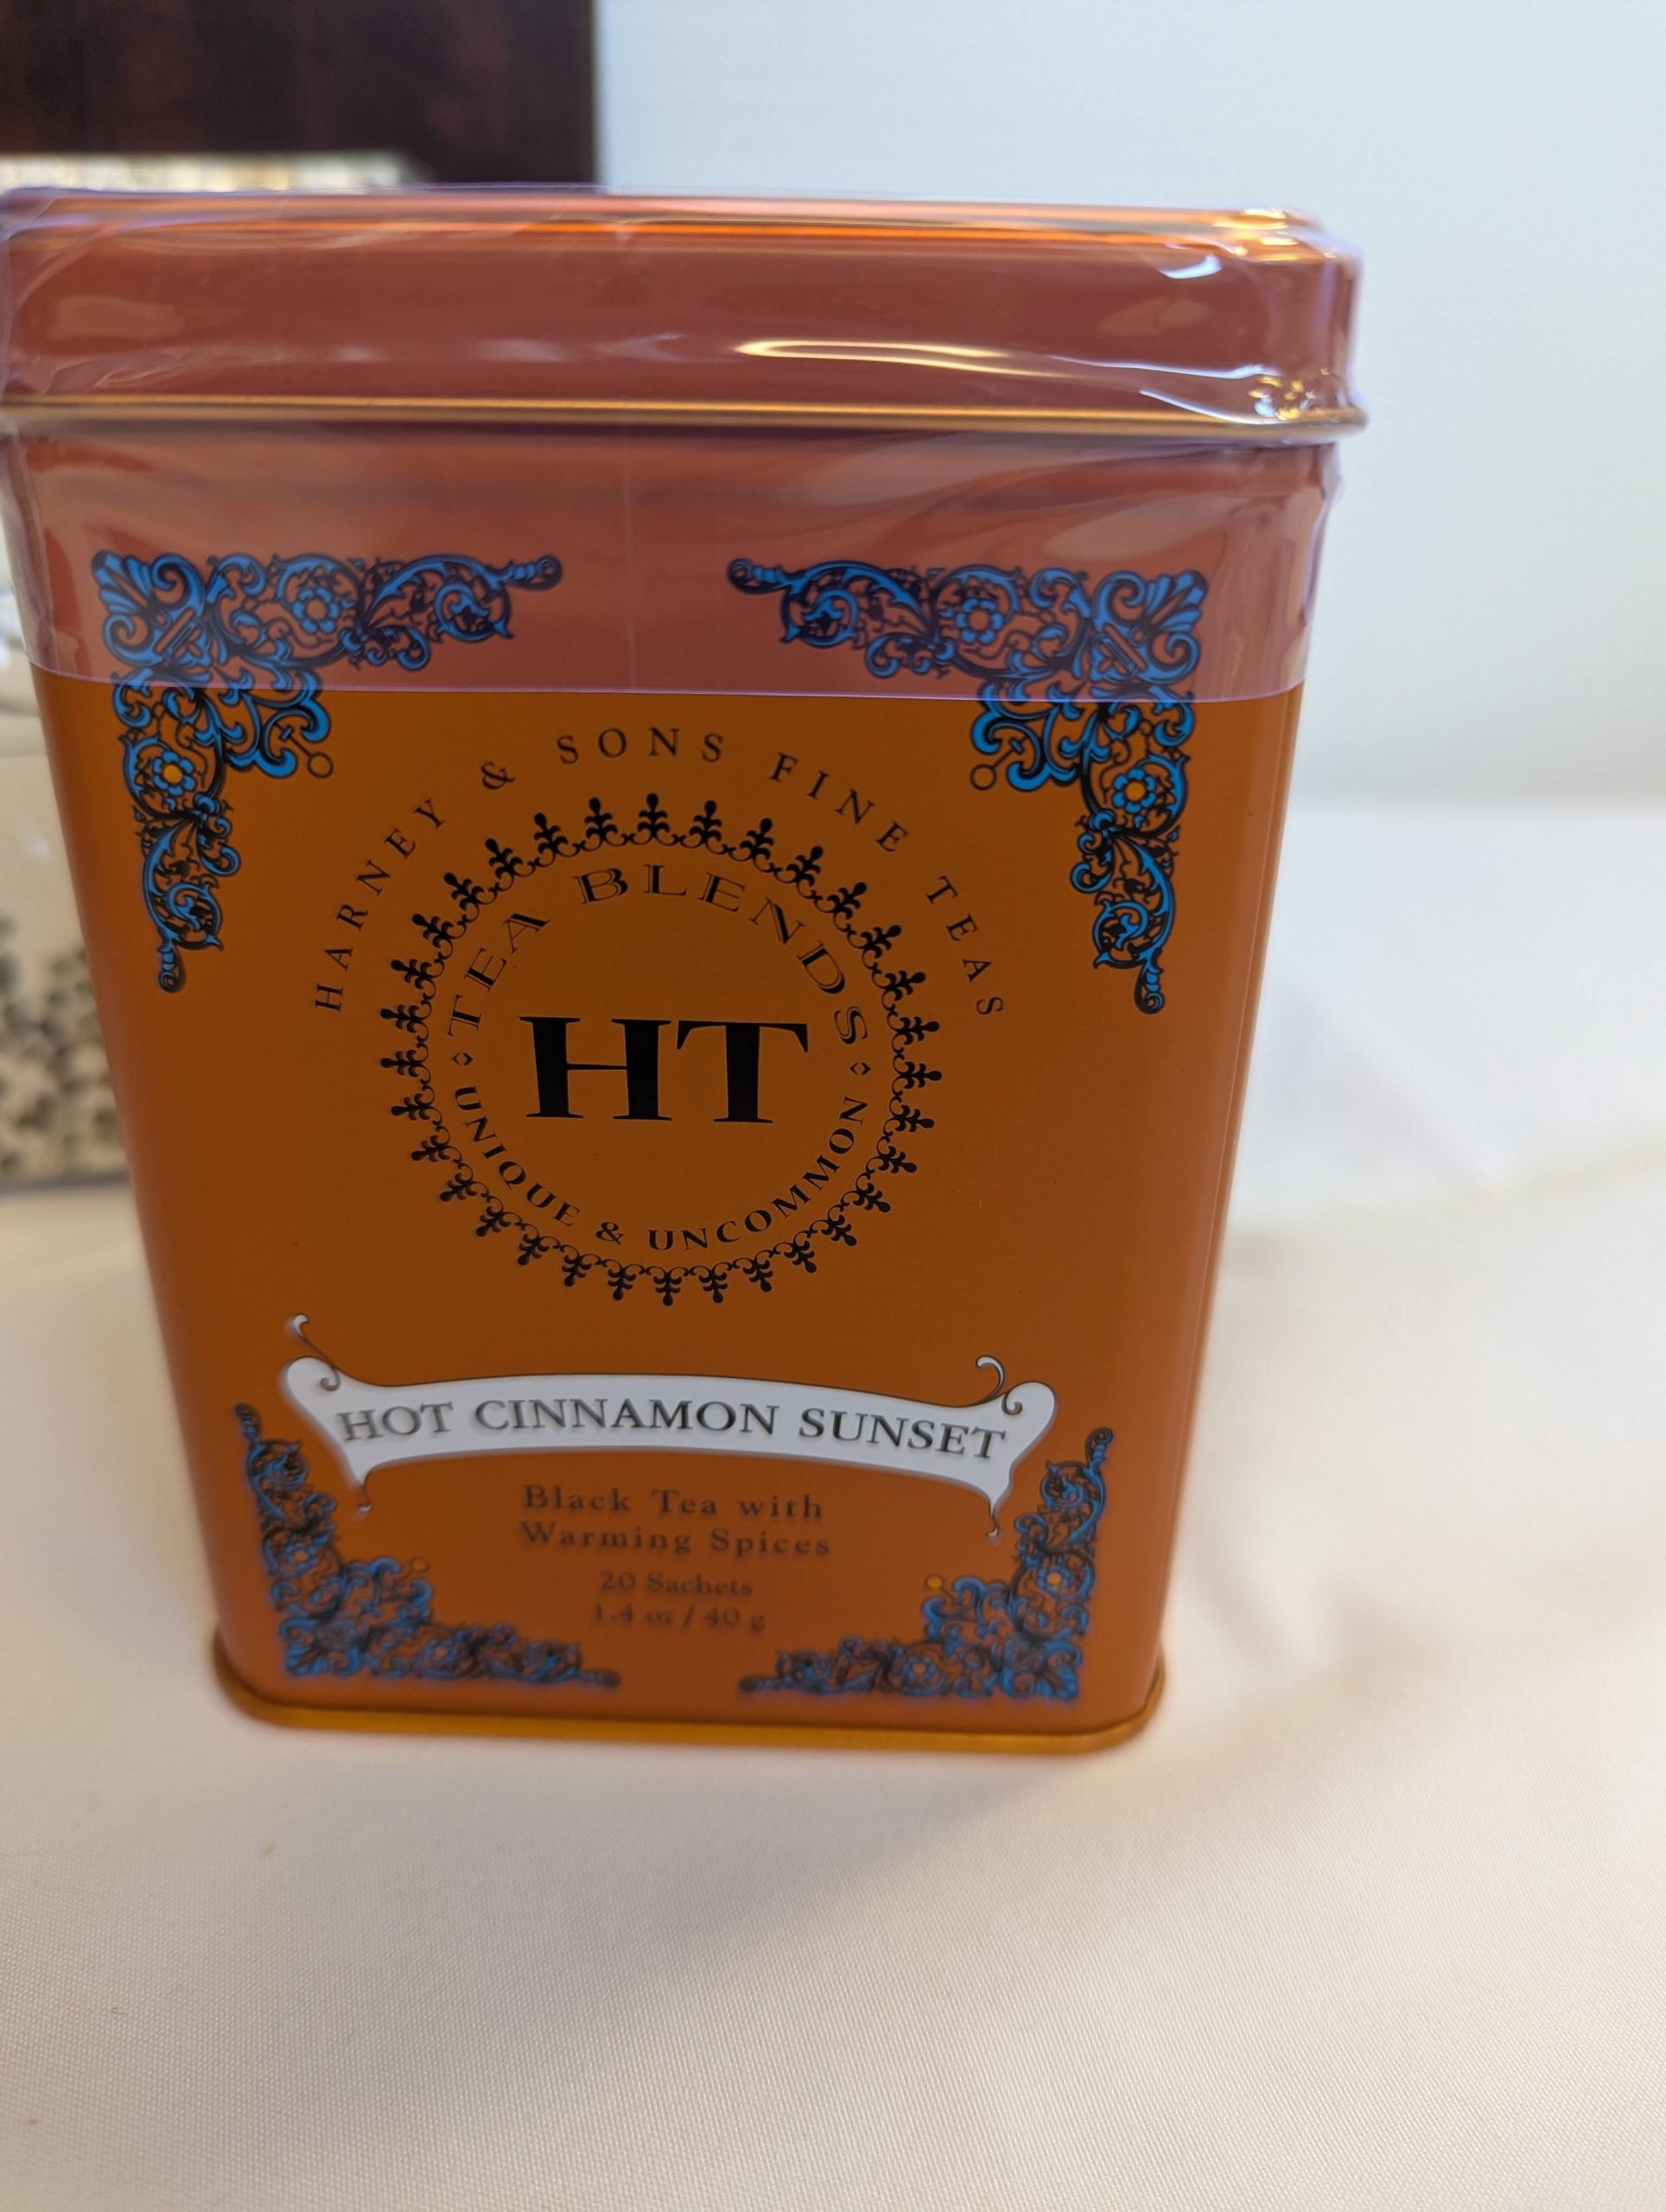 HARNEY & SONS FINE TEAS
TEA BLENDS
HT
UNIQUE & UNCOMMON
HOT CINNAMON SUNSET
Black Tea with
Warming Spices
20 Sachets
1.4 oz / 40 g